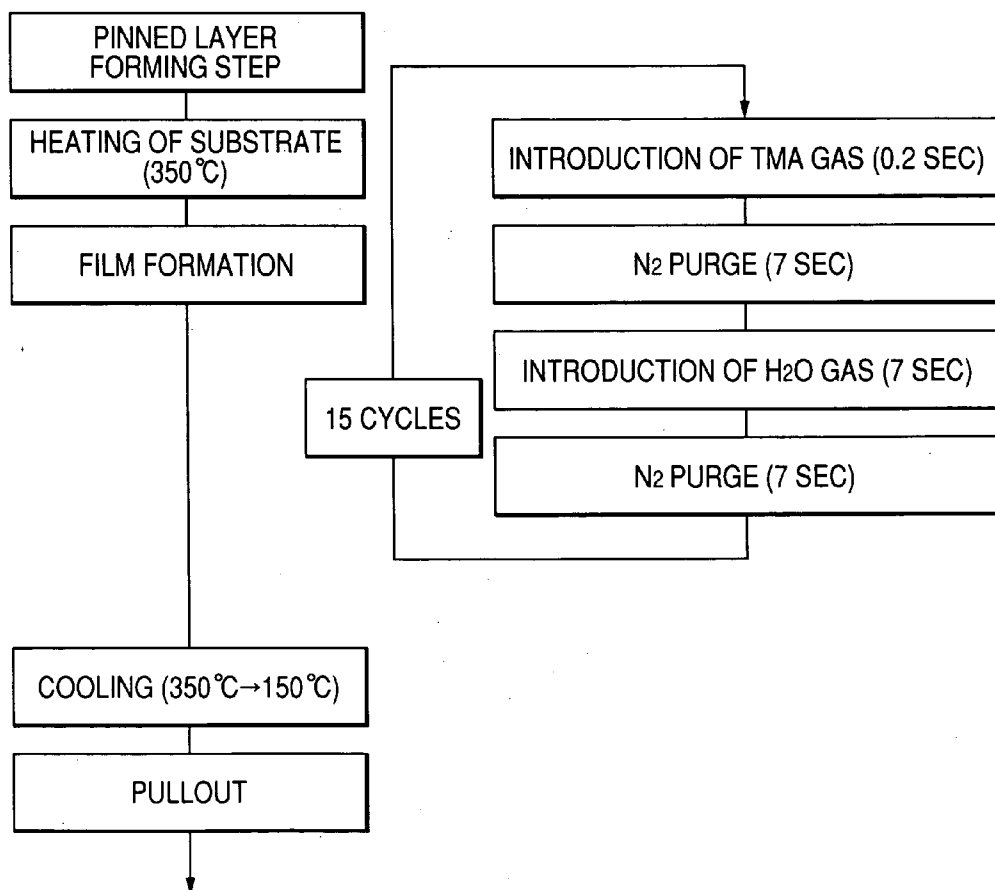 PINNED LAYER
FORMING STEP
HEATING OF SUBSTRATE
(350℃)
FILM FORMATION
COOLING (350℃→150℃)
PULLOUT
15 CYCLES
INTRODUCTION OF TMA GAS (0.2 SEC)
N2 PURGE (7 SEC)
INTRODUCTION OF H2O GAS (7 SEC)
N2 PURGE (7 SEC)